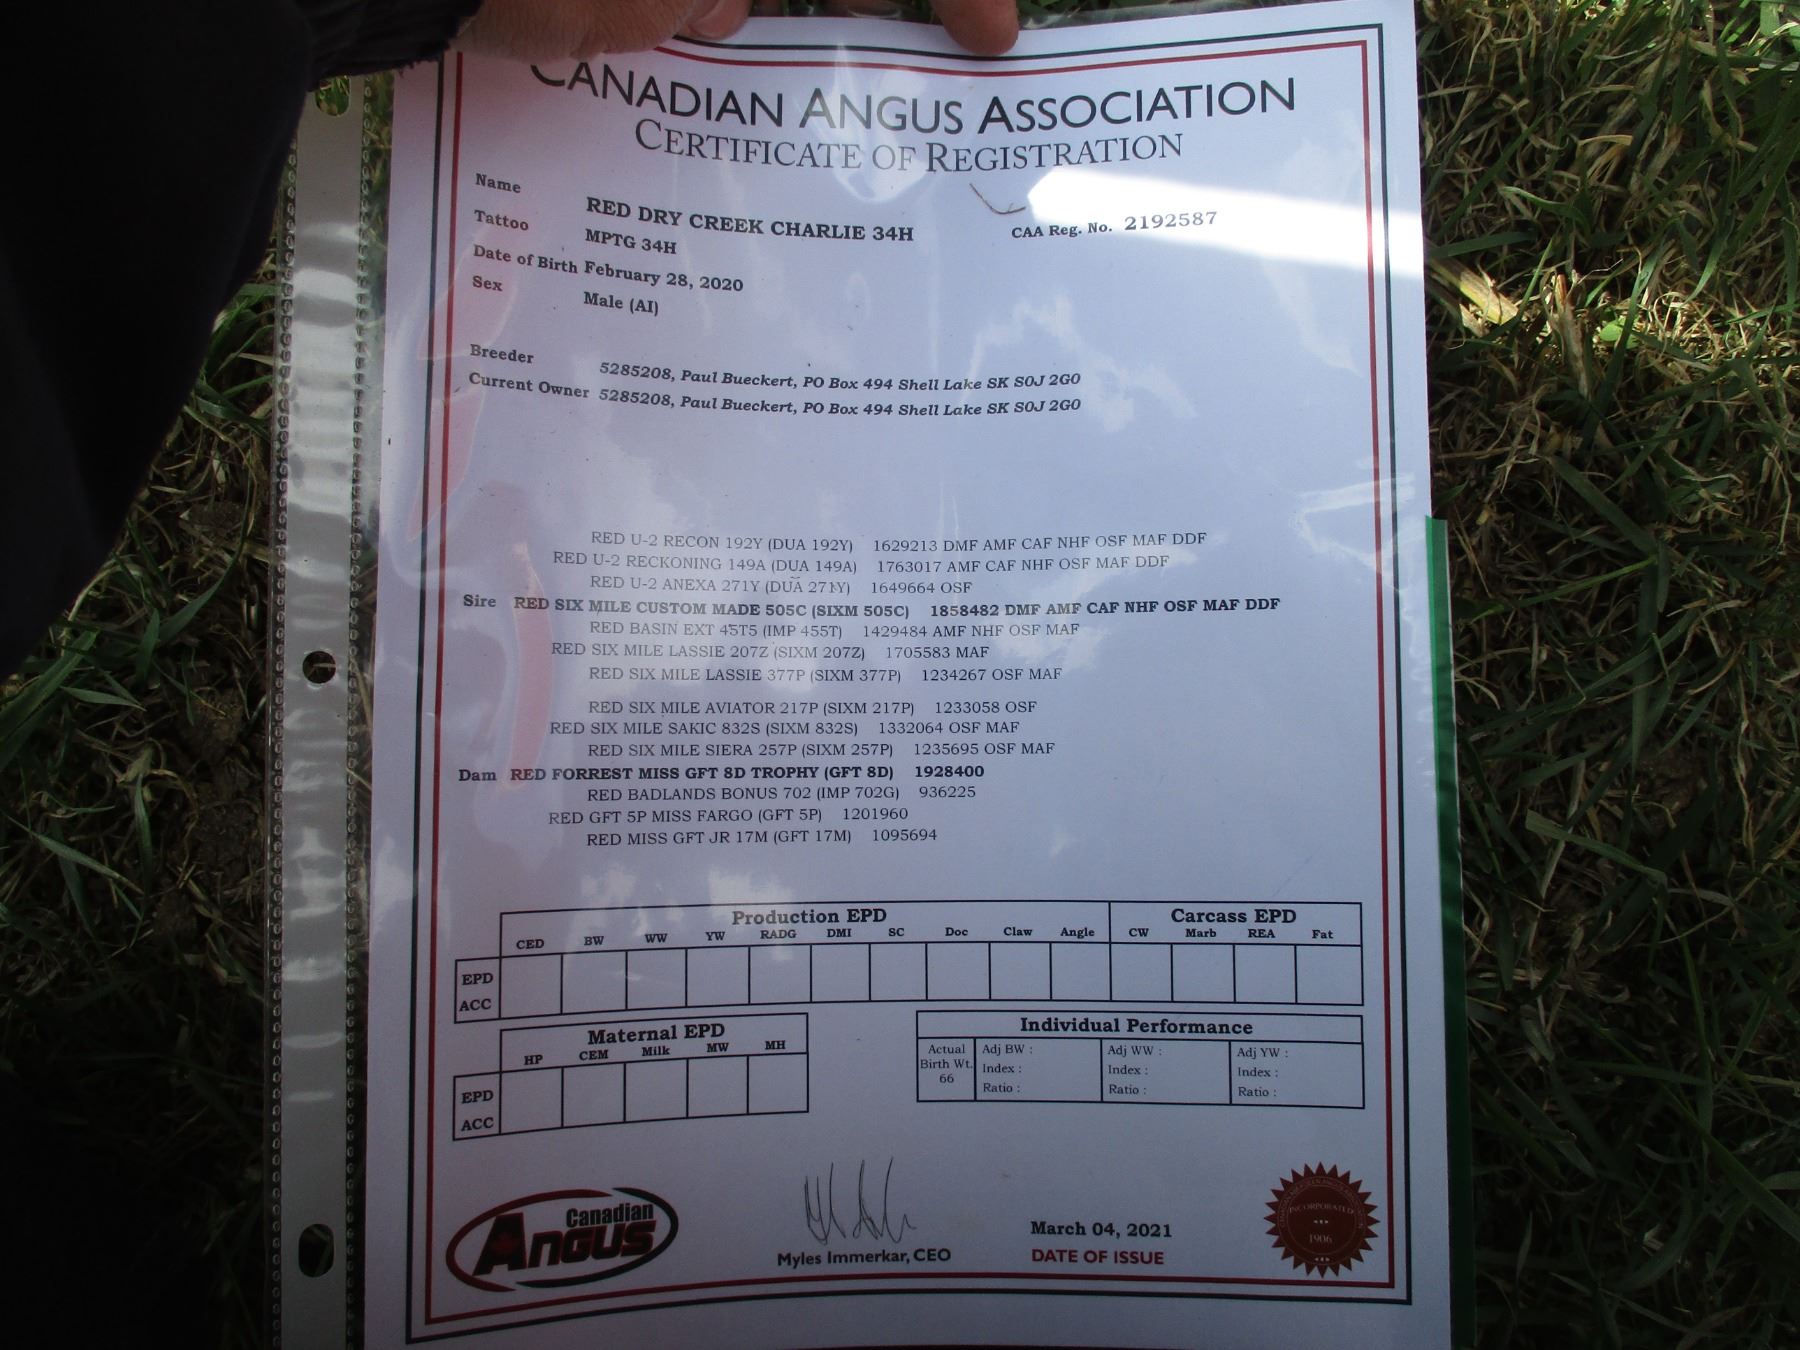 CANADIAN ANGUS ASSOCIATION
CERTIFICATE OF REGISTRATION
Name RED DRY CREEK CHARLIE 34H CAA Reg. No. 2192587
Tattoo MPTG 34H
Date of Birth February 28, 2020
Sex Male (AI)
Breeder 5285208, Paul Bueckert, PO Box 494 Shell Lake SK S0J 2G0
Current Owner 5285208, Paul Bueckert, PO Box 494 Shell Lake SK S0J 2G0
RED U-2 RECON 192Y (DUA 192Y) 1629213 DMF AMF CAF NHF OSF MAF DDF
RED U-2 RECKONING 149A (DUA 149A) 1763017 AMF CAF NHF OSF MAF DDF
RED U-2 ANEXA 271Y (DUA 271Y) 1649664 OSF
Sire RED SIX MILE CUSTOM MADE 505C (SIXM 505C) 1858482 DMF AMF CAF NHF OSF MAF DDF
RED BASIN EXT 45T5 (IMP 455T) 1429484 AMF NHF OSF MAF
RED SIX MILE LASSIE 207Z (SIXM 207Z) 1705583 MAF
RED SIX MILE LASSIE 377P (SIXM 377P) 1234267 OSF MAF
RED SIX MILE AVIATOR 217P (SIXM 217P) 1233058 OSF
RED SIX MILE SAKIC 832S (SIXM 832S) 1332064 OSF MAF
RED SIX MILE SIERA 257P (SIXM 257P) 1235695 OSF MAF
Dam RED FORREST MISS GFT 8D TROPHY (GFT 8D) 1928400
RED BADLANDS BONUS 702 (IMP 702G) 936225
RED GFT 5P MISS FARGO (GFT 5P) 1201960
RED MISS GFT JR 17M (GFT 17M) 1095694
Production EPD Carcass EPD
CED BW WW YW RADG DMI SC Doc Claw Angle CW Marb REA Fat
EPD
ACC
Maternal EPD
HP CEM Milk MW MH
EPD
ACC
Individual Performance
Actual Birth Wt. 66
Adj BW : Adj WW : Adj YW :
Index : Index : Index :
Ratio : Ratio : Ratio :
Canadian
Angus
Myles Immerkar, CEO
March 04, 2021
DATE OF ISSUE
INCORPORATED
1906